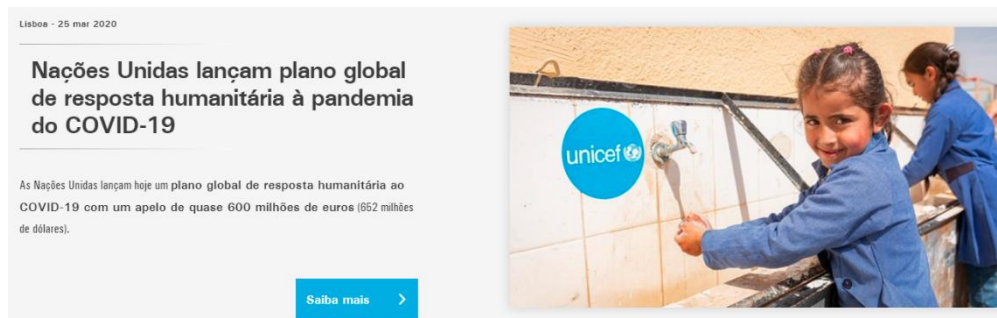 Lisboa - 25 mar 2020
Nações Unidas lançam plano global
de resposta humanitária à pandemia
do COVID-19
As Nações Unidas lançam hoje um plano global de resposta humanitária ao
COVID-19 com um apelo de quase 600 milhões de euros (652 milhões
de dólares).
Saiba mais
unicef